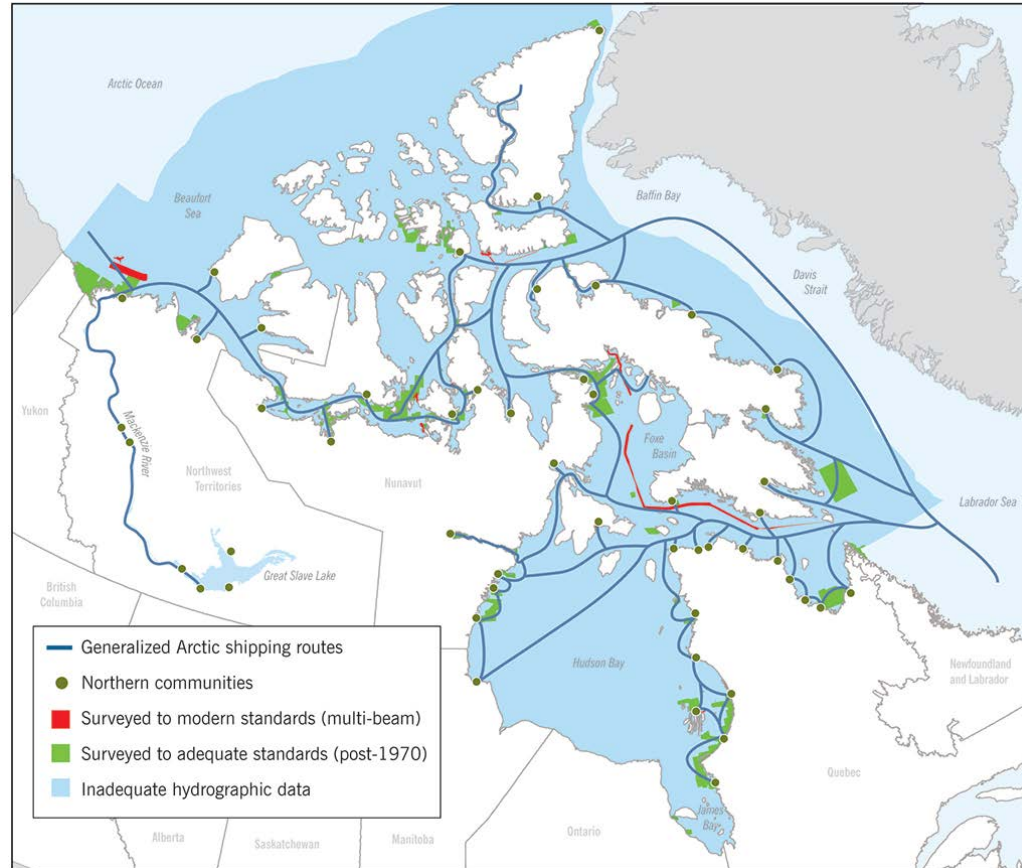 Arctic Ocean
Beaufort
Sea
Baffin Bay
Davis
Strait
Yukon
Mackenzie River
Northwest
Territories
Nunavut
Foxe
Basin
Labrador Sea
Great Slave Lake
British
Columbia
Hudson Bay
Newfoundland
and Labrador
Generalized Arctic shipping routes
Northern communities
Surveyed to modern standards (multi-beam)
Surveyed to adequate standards (post-1970)
Inadequate hydrographic data
Quebec
James
Bay
Alberta
Saskatchewan
Manitoba
Ontario